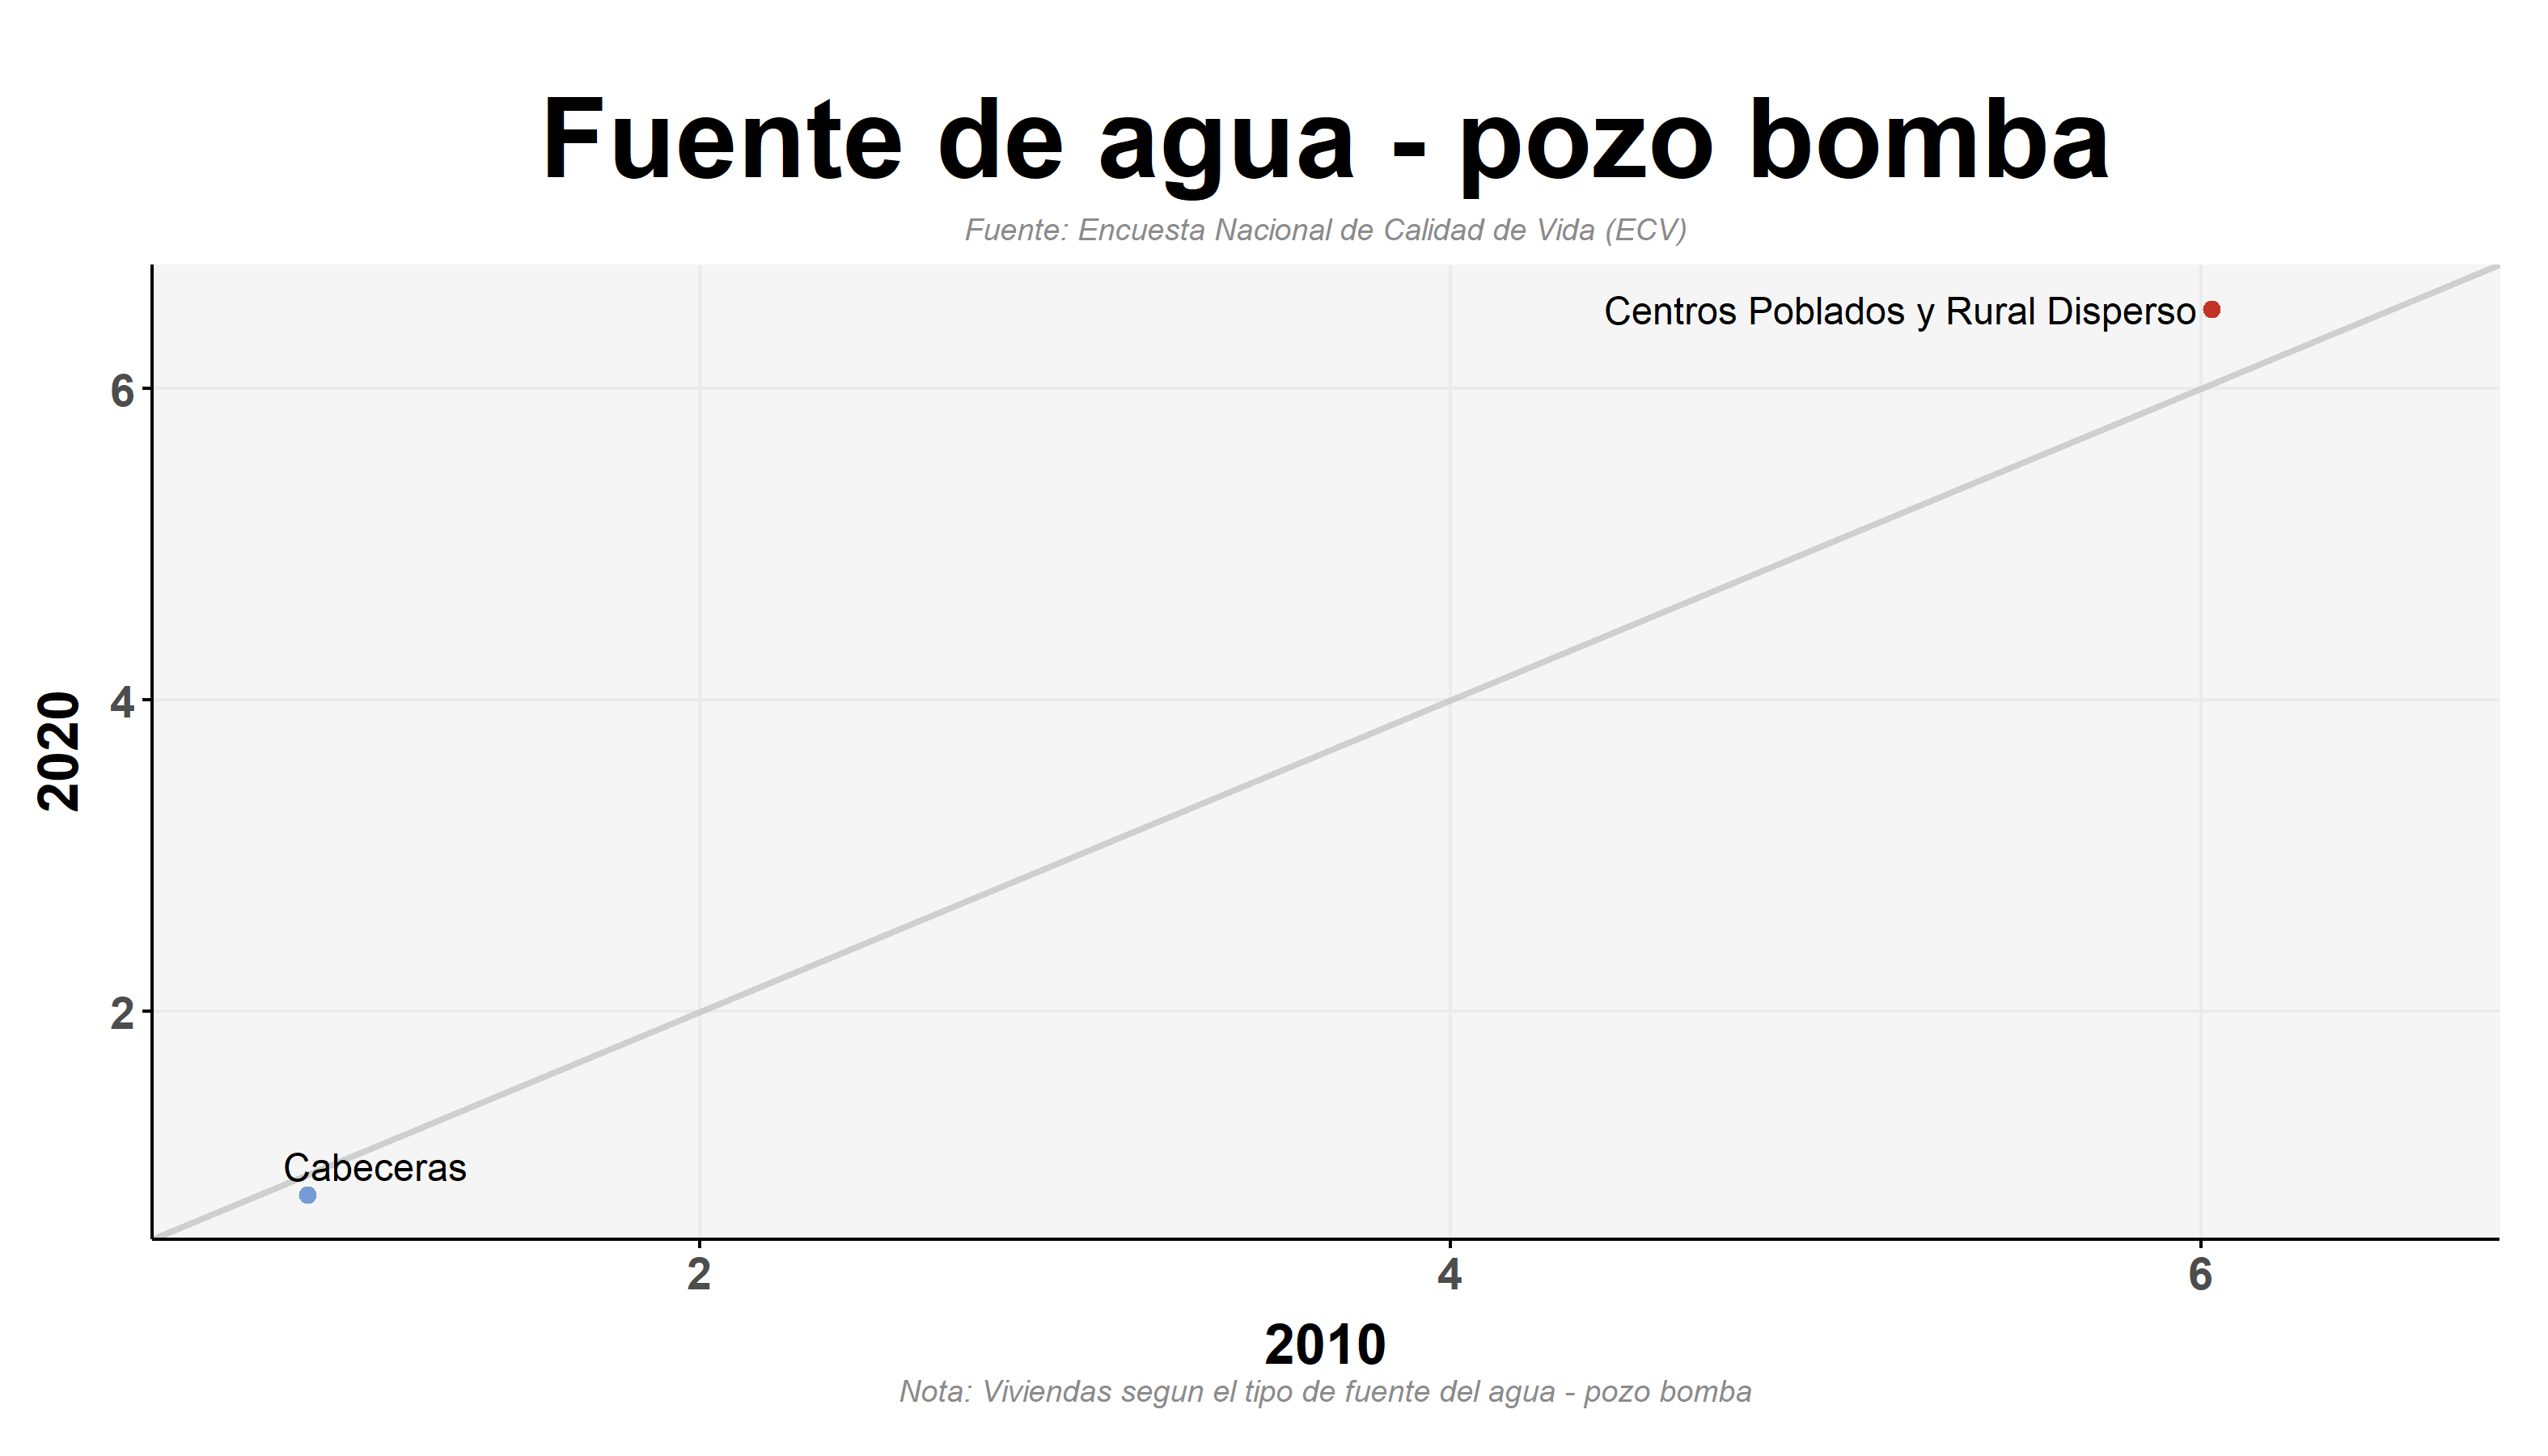 Fuente de agua - pozo bomba
Fuente: Encuesta Nacional de Calidad de Vida (ECV)
Centros Poblados y Rural Disperso
6
4
2
2020
Cabeceras
2 4 6
2010
Nota: Viviendas segun el tipo de fuente del agua - pozo bomba